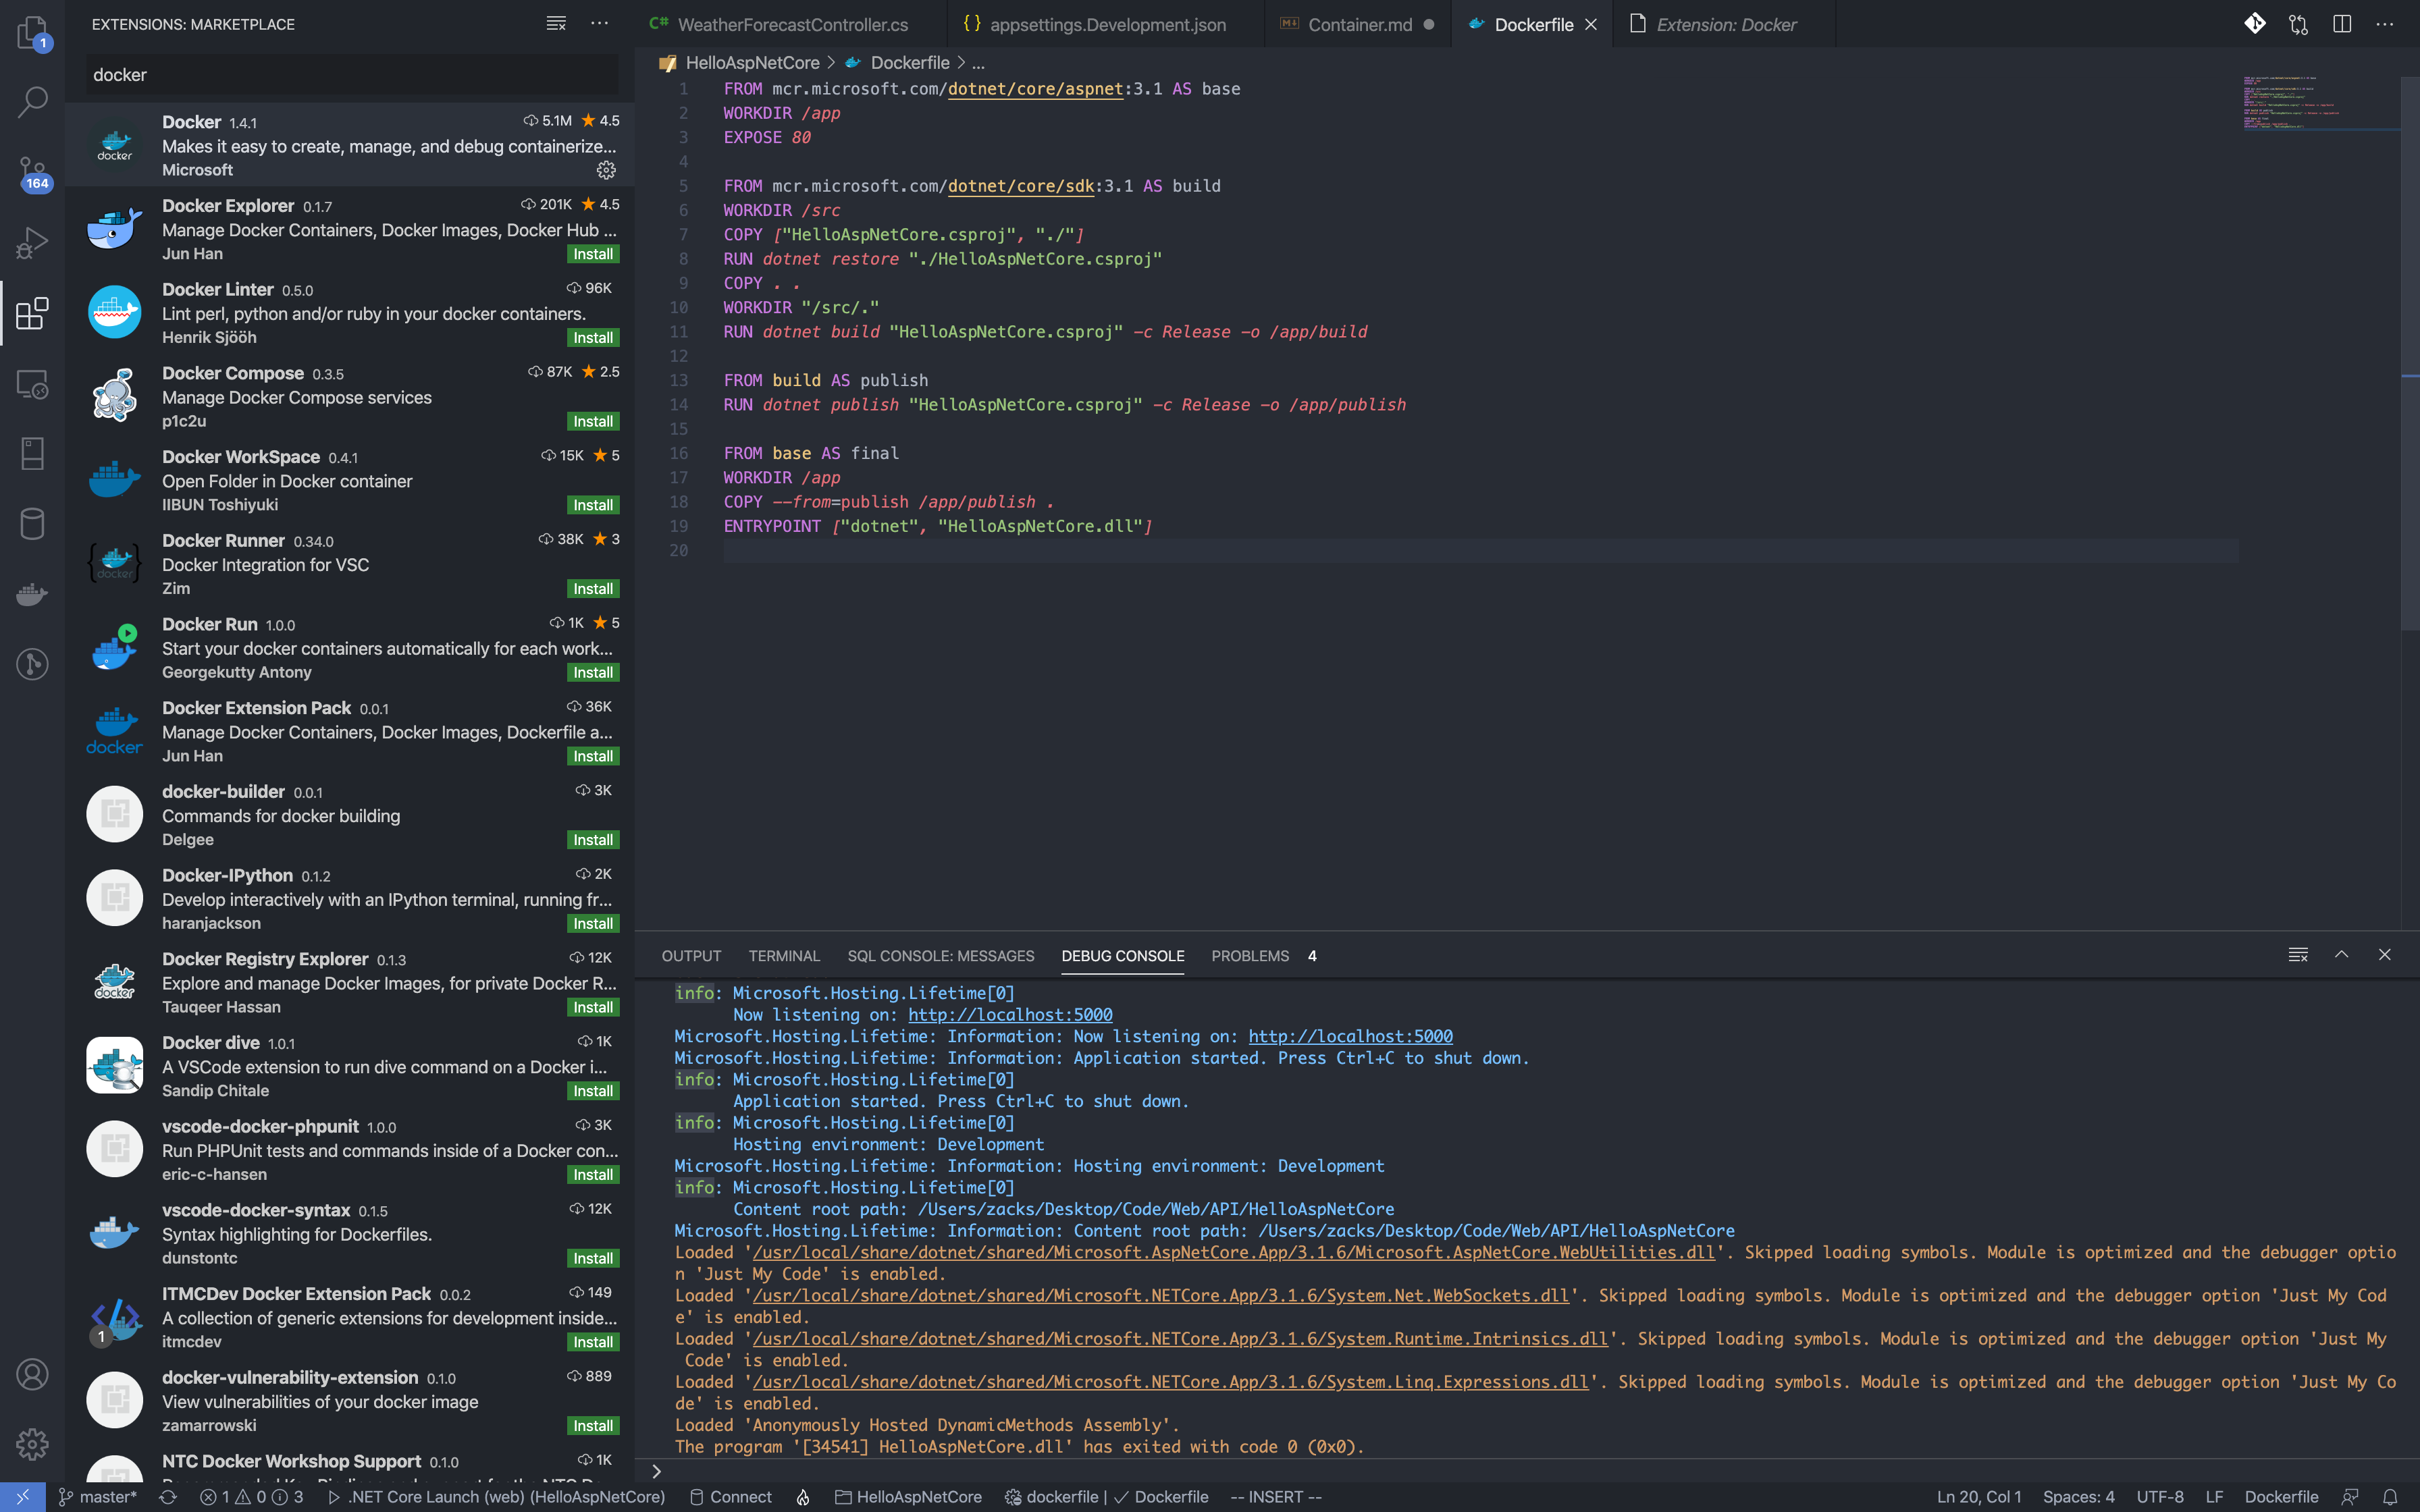 EXTENSIONS: MARKETPLACE
docker
Docker 1.4.1 5.1M 4.5
Makes it easy to create, manage, and debug containerize...
Microsoft
Docker Explorer 0.1.7 201K 4.5
Manage Docker Containers, Docker Images, Docker Hub ...
Jun Han Install
Docker Linter 0.5.0 96K
Lint perl, python and/or ruby in your docker containers.
Henrik Sjööh Install
Docker Compose 0.3.5 87K 2.5
Manage Docker Compose services
p1c2u Install
Docker WorkSpace 0.4.1 15K 5
Open Folder in Docker container
IIBUN Toshiyuki Install
Docker Runner 0.34.0 38K 3
Docker Integration for VSC
Zim Install
Docker Run 1.0.0 1K 5
Start your docker containers automatically for each work...
Georgekutty Antony Install
Docker Extension Pack 0.0.1 36K
Manage Docker Containers, Docker Images, Dockerfile a...
Jun Han Install
docker-builder 0.0.1 3K
Commands for docker building
Delgee Install
Docker-IPython 0.1.2 2K
Develop interactively with an IPython terminal, running fr...
haranjackson Install
Docker Registry Explorer 0.1.3 12K
Explore and manage Docker Images, for private Docker R...
Tauqeer Hassan Install
Docker dive 1.0.1 1K
A VSCode extension to run dive command on a Docker i...
Sandip Chitale Install
vscode-docker-phpunit 1.0.0 3K
Run PHPUnit tests and commands inside of a Docker con...
eric-c-hansen Install
vscode-docker-syntax 0.1.5 12K
Syntax highlighting for Dockerfiles.
dunstontc Install
ITMCDev Docker Extension Pack 0.0.2 149
A collection of generic extensions for development inside...
itmcdev Install
docker-vulnerability-extension 0.1.0 889
View vulnerabilities of your docker image
zamarrowski Install
NTC Docker Workshop Support 0.1.0 1K
1
164
1
docker
docker
docker
docker
C# WeatherForecastController.cs
{} appsettings.Development.json
Container.md
Dockerfile
Extension: Docker
HelloAspNetCore > Dockerfile > ...
1 FROM mcr.microsoft.com/dotnet/core/aspnet:3.1 AS base
2 WORKDIR /app
3 EXPOSE 80
4
5 FROM mcr.microsoft.com/dotnet/core/sdk:3.1 AS build
6 WORKDIR /src
7 COPY ["HelloAspNetCore.csproj", "./"]
8 RUN dotnet restore "./HelloAspNetCore.csproj"
9 COPY . .
10 WORKDIR "/src/."
11 RUN dotnet build "HelloAspNetCore.csproj" -c Release -o /app/build
12
13 FROM build AS publish
14 RUN dotnet publish "HelloAspNetCore.csproj" -c Release -o /app/publish
15
16 FROM base AS final
17 WORKDIR /app
18 COPY --from=publish /app/publish .
19 ENTRYPOINT ["dotnet", "HelloAspNetCore.dll"]
20
OUTPUT TERMINAL SQL CONSOLE: MESSAGES DEBUG CONSOLE PROBLEMS 4
info: Microsoft.Hosting.Lifetime[0]
Now listening on: http://localhost:5000
Microsoft.Hosting.Lifetime: Information: Now listening on: http://localhost:5000
Microsoft.Hosting.Lifetime: Information: Application started. Press Ctrl+C to shut down.
info: Microsoft.Hosting.Lifetime[0]
Application started. Press Ctrl+C to shut down.
info: Microsoft.Hosting.Lifetime[0]
Hosting environment: Development
Microsoft.Hosting.Lifetime: Information: Hosting environment: Development
info: Microsoft.Hosting.Lifetime[0]
Content root path: /Users/zacks/Desktop/Code/Web/API/HelloAspNetCore
Microsoft.Hosting.Lifetime: Information: Content root path: /Users/zacks/Desktop/Code/Web/API/HelloAspNetCore
Loaded '/usr/local/share/dotnet/shared/Microsoft.AspNetCore.App/3.1.6/Microsoft.AspNetCore.WebUtilities.dll'. Skipped loading symbols. Module is optimized and the debugger optio
n 'Just My Code' is enabled.
Loaded '/usr/local/share/dotnet/shared/Microsoft.NETCore.App/3.1.6/System.Net.WebSockets.dll'. Skipped loading symbols. Module is optimized and the debugger option 'Just My Cod
e' is enabled.
Loaded '/usr/local/share/dotnet/shared/Microsoft.NETCore.App/3.1.6/System.Runtime.Intrinsics.dll'. Skipped loading symbols. Module is optimized and the debugger option 'Just My
Code' is enabled.
Loaded '/usr/local/share/dotnet/shared/Microsoft.NETCore.App/3.1.6/System.Linq.Expressions.dll'. Skipped loading symbols. Module is optimized and the debugger option 'Just My Co
de' is enabled.
Loaded 'Anonymously Hosted DynamicMethods Assembly'.
The program '[34541] HelloAspNetCore.dll' has exited with code 0 (0x0).
master* 1 0 3 .NET Core Launch (web) (HelloAspNetCore) Connect HelloAspNetCore dockerfile | ✓ Dockerfile -- INSERT -- Ln 20, Col 1 Spaces: 4 UTF-8 LF Dockerfile